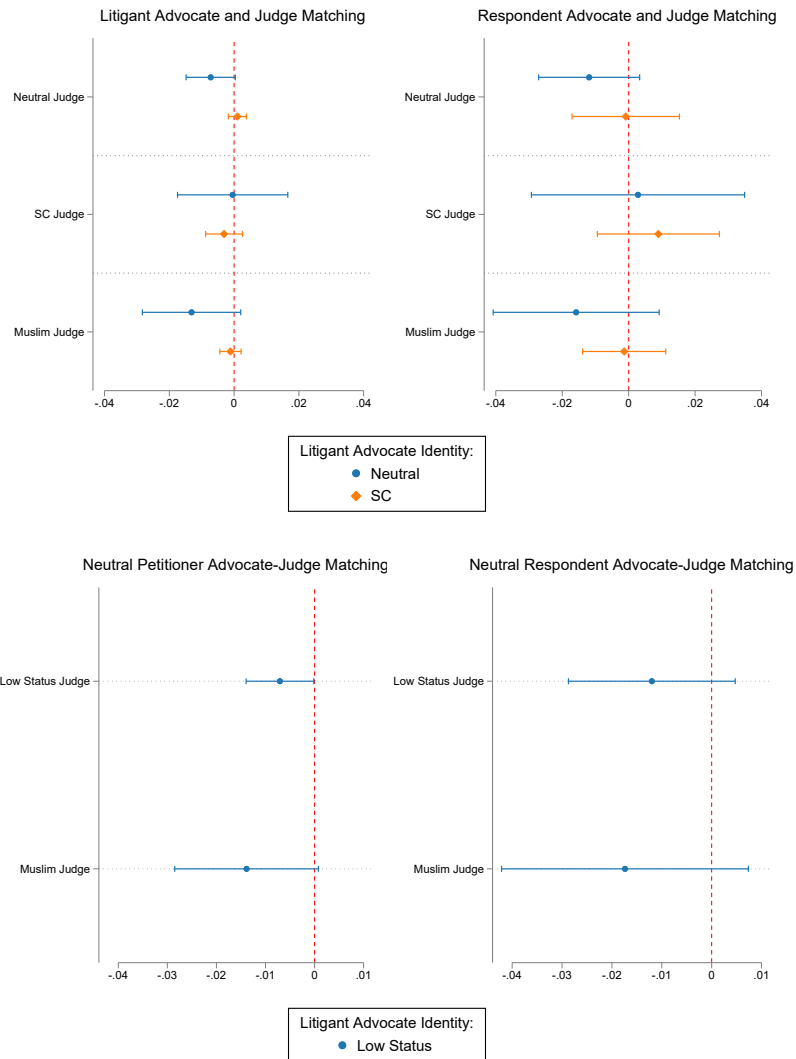 Litigant Advocate and Judge Matching
Neutral Judge
SC Judge
Muslim Judge
-.04 -.02 0 .02 .04
Respondent Advocate and Judge Matching
Neutral Judge
SC Judge
Muslim Judge
-.04 -.02 0 .02 .04
Litigant Advocate Identity:
Neutral
SC
Neutral Petitioner Advocate-Judge Matching
Low Status Judge
Muslim Judge
-.04 -.03 -.02 -.01 0 .01
Neutral Respondent Advocate-Judge Matching
Low Status Judge
Muslim Judge
-.04 -.03 -.02 -.01 0 .01
Litigant Advocate Identity:
Low Status